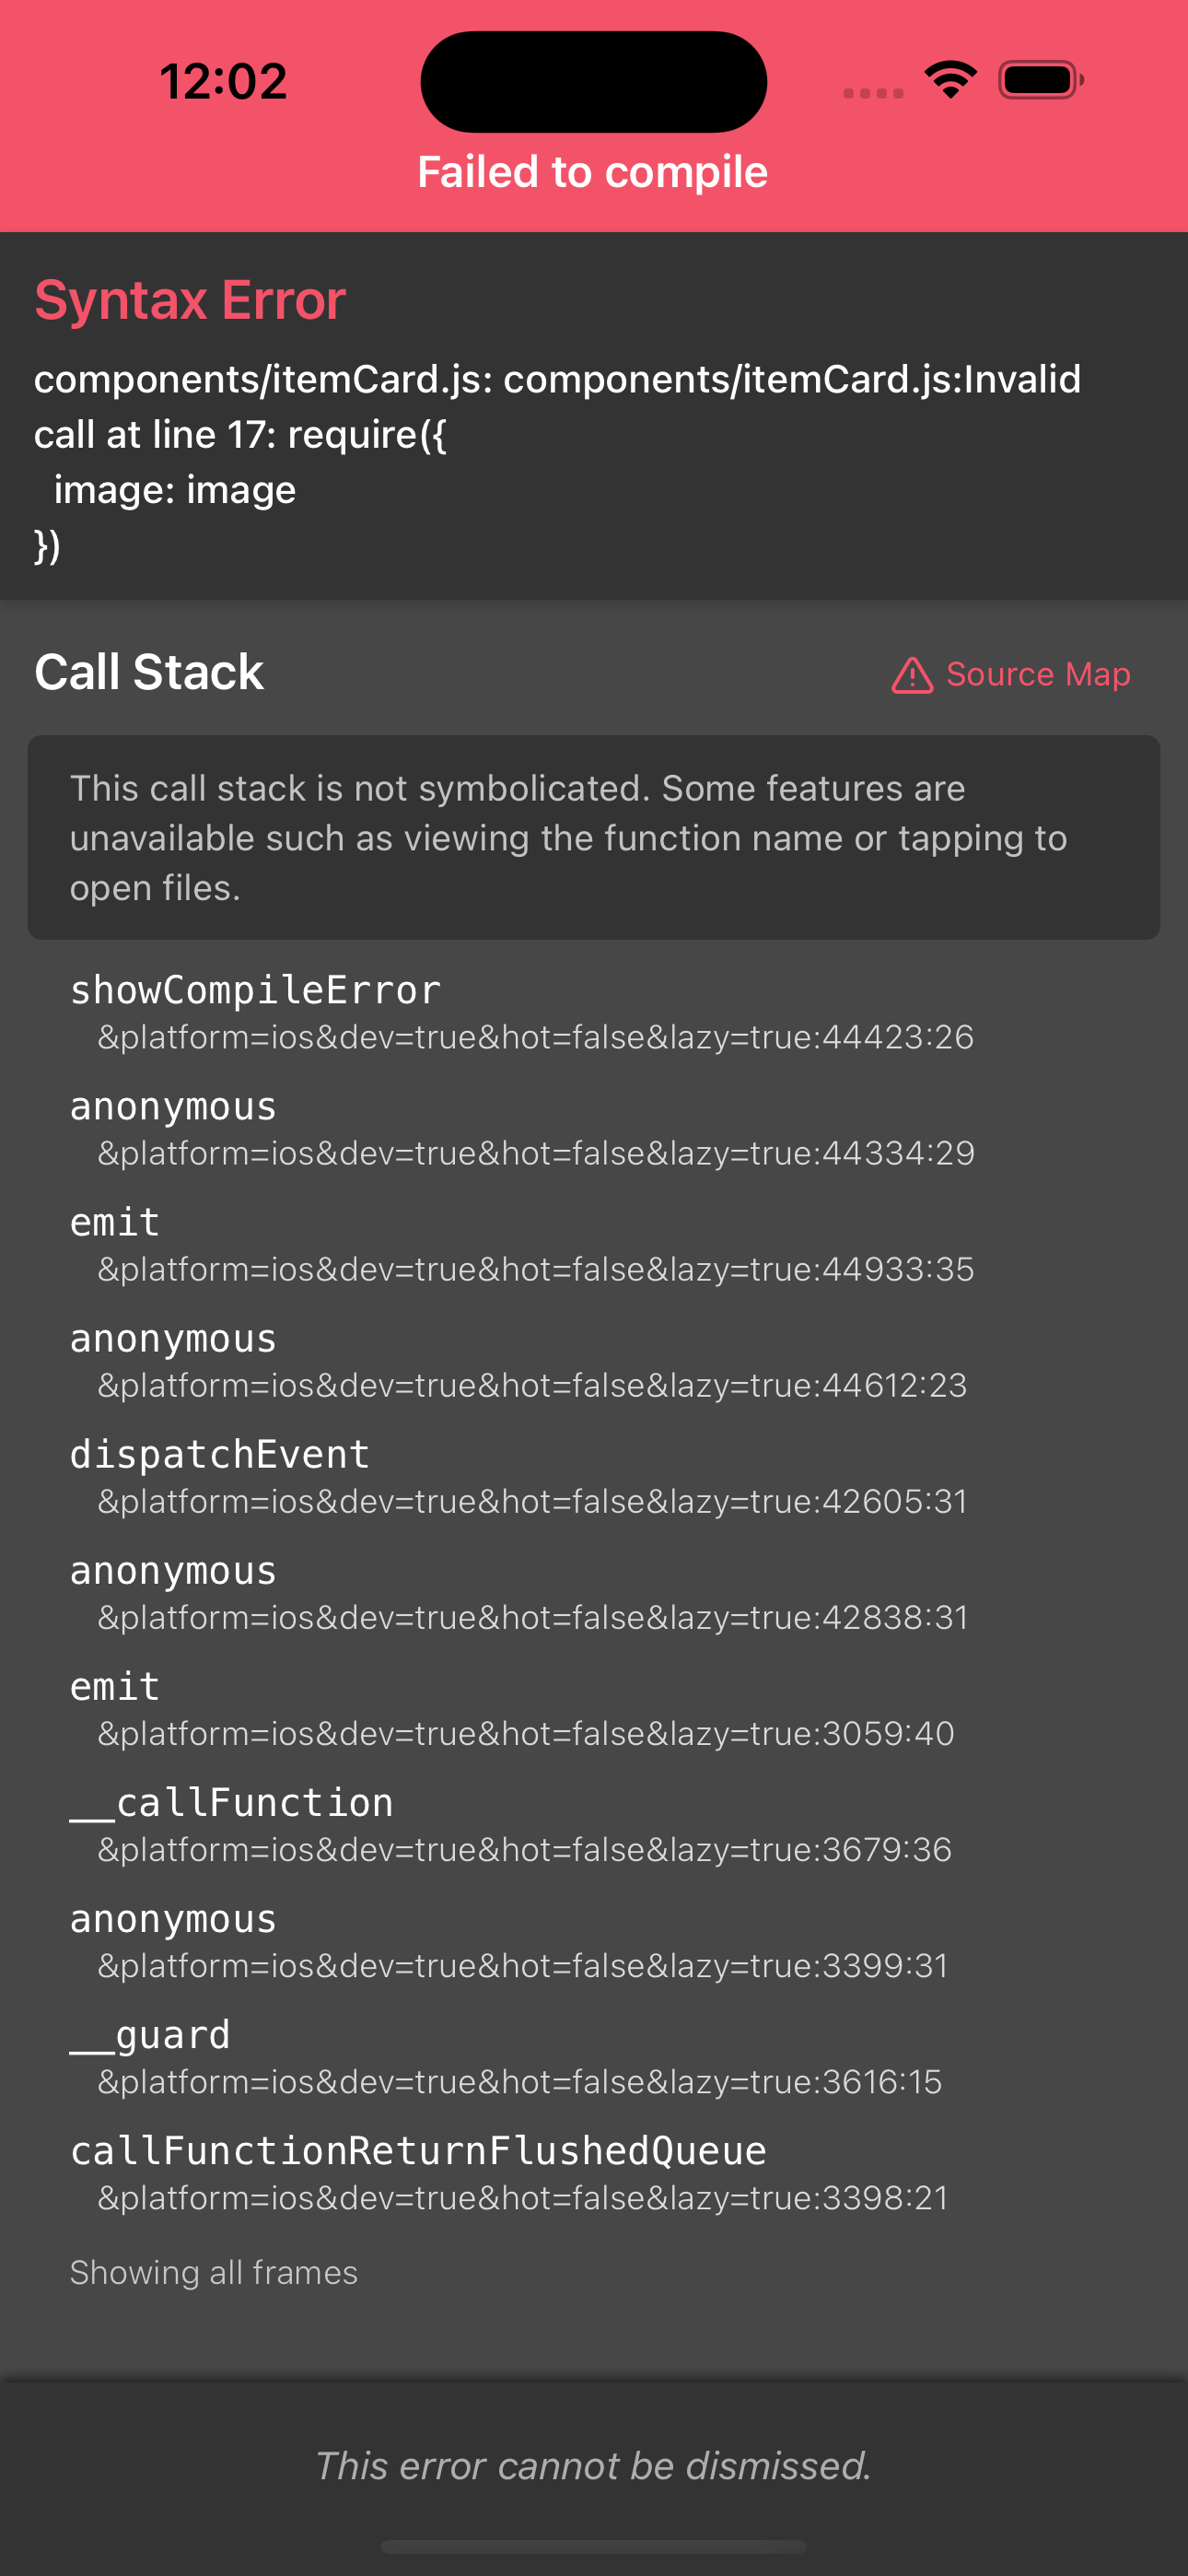 12:02
Failed to compile
Syntax Error
components/itemCard.js: components/itemCard.js:Invalid
call at line 17: require({
  image: image
})
Call Stack
Source Map
This call stack is not symbolicated. Some features are
unavailable such as viewing the function name or tapping to
open files.
showCompileError
&platform=ios&dev=true&hot=false&lazy=true:44423:26
anonymous
&platform=ios&dev=true&hot=false&lazy=true:44334:29
emit
&platform=ios&dev=true&hot=false&lazy=true:44933:35
anonymous
&platform=ios&dev=true&hot=false&lazy=true:44612:23
dispatchEvent
&platform=ios&dev=true&hot=false&lazy=true:42605:31
anonymous
&platform=ios&dev=true&hot=false&lazy=true:42838:31
emit
&platform=ios&dev=true&hot=false&lazy=true:3059:40
__callFunction
&platform=ios&dev=true&hot=false&lazy=true:3679:36
anonymous
&platform=ios&dev=true&hot=false&lazy=true:3399:31
__guard
&platform=ios&dev=true&hot=false&lazy=true:3616:15
callFunctionReturnFlushedQueue
&platform=ios&dev=true&hot=false&lazy=true:3398:21
Showing all frames
This error cannot be dismissed.